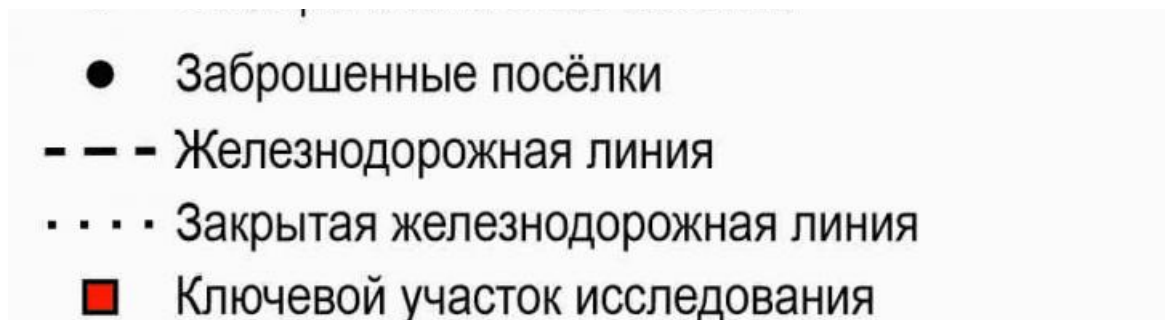 Заброшенные посёлки
Железнодорожная линия
Закрытая железнодорожная линия
Ключевой участок исследования